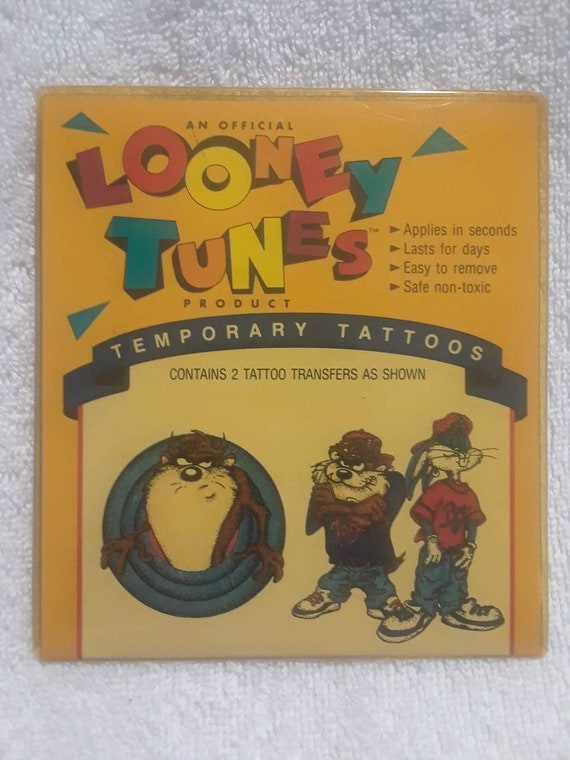 AN OFFICIAL
LOONEY
TUNES™
PRODUCT
► Applies in seconds
► Lasts for days
► Easy to remove
► Safe non-toxic
TEMPORARY TATTOOS
CONTAINS 2 TATTOO TRANSFERS AS SHOWN